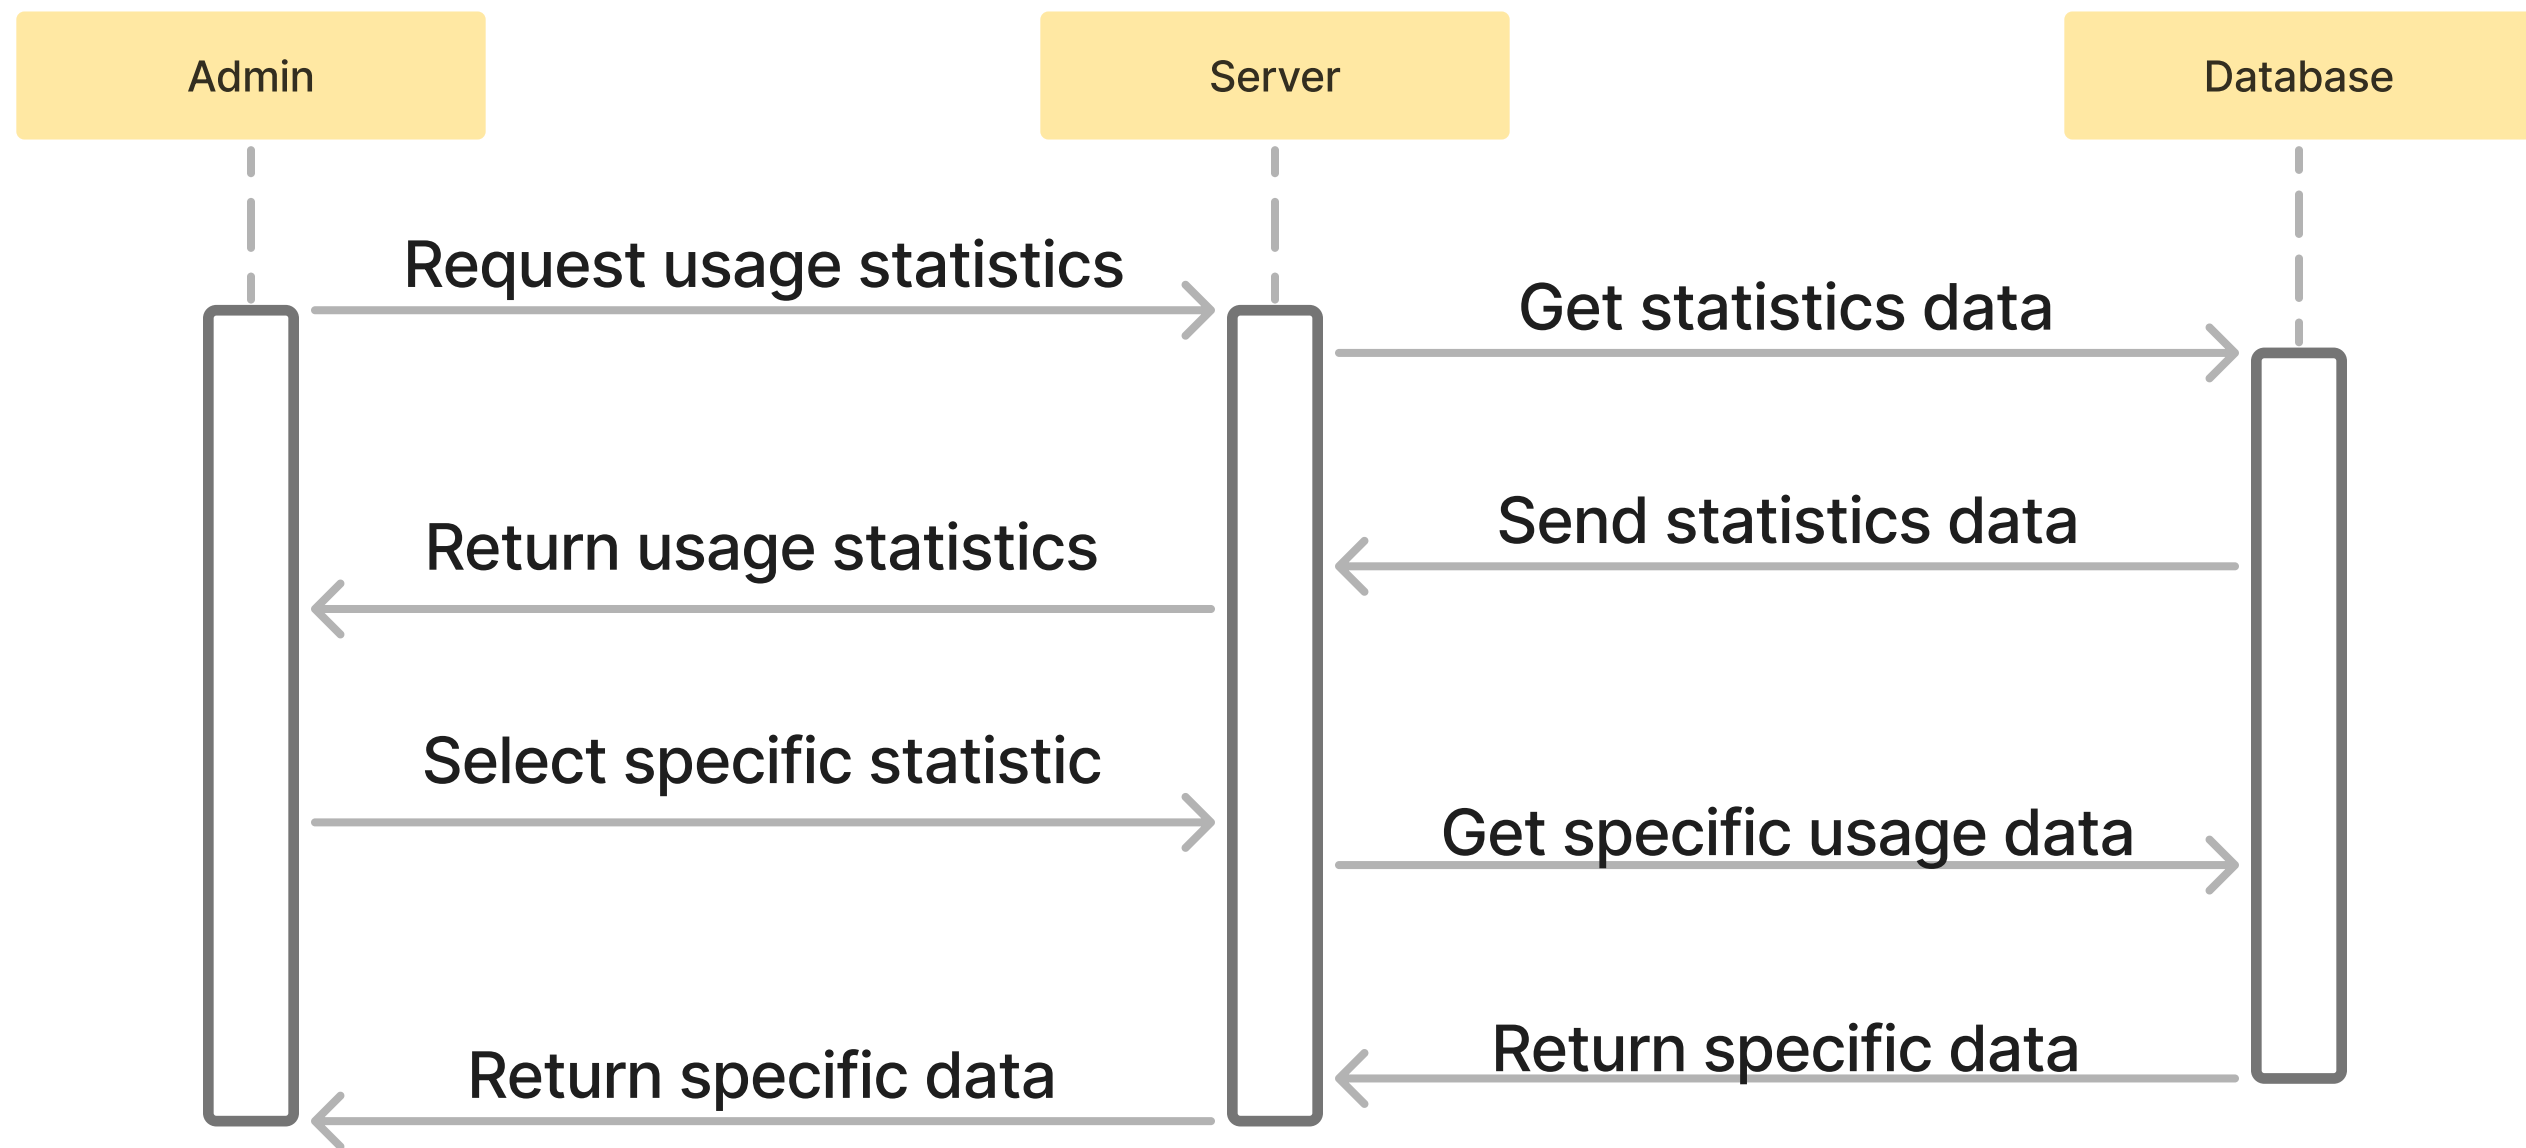 Admin
Server
Database
Request usage statistics
Get statistics data
Send statistics data
Return usage statistics
Select specific statistic
Get specific usage data
Return specific data
Return specific data